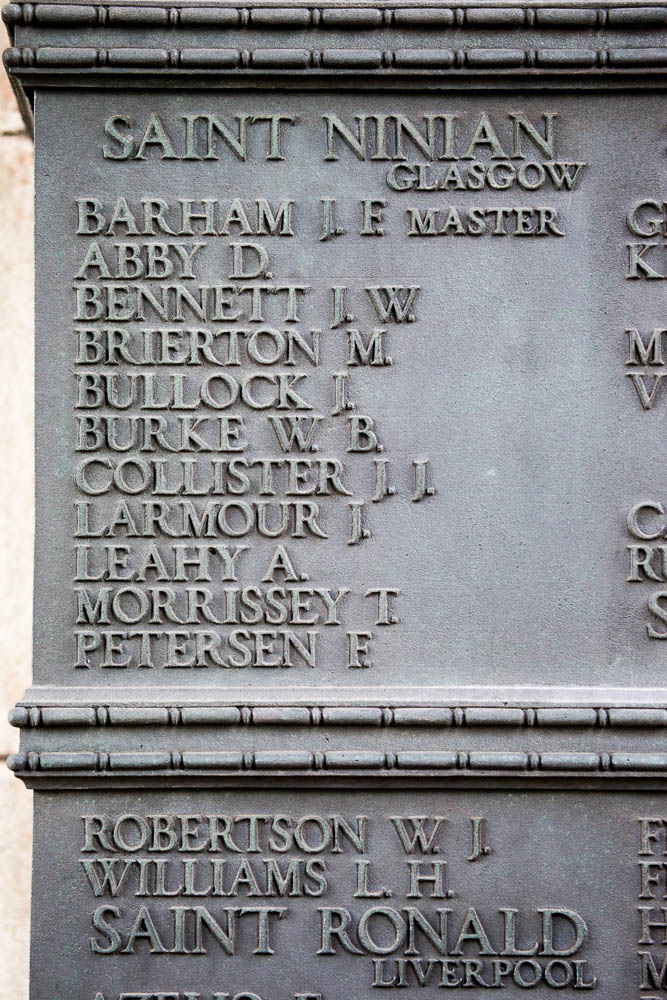 SAINT NINIAN
GLASGOW
BARHAM J. F. MASTER
ABBY D.
BENNETT J. W.
BRIERTON M.
BULLOCK J.
BURKE W. B.
COLLISTER J. J.
LARMOUR J.
LEAHY A.
MORRISSEY T.
PETERSEN F.
ROBERTSON W. J.
WILLIAMS L. H.
SAINT RONALD
LIVERPOOL